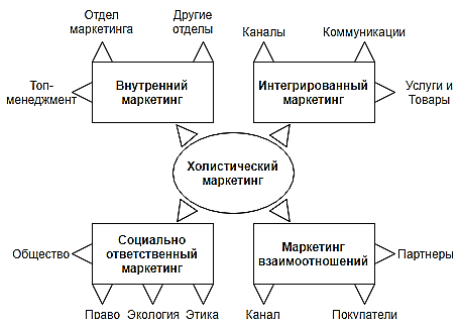 Отдел
маркетинга
Другие
отделы
Каналы
Коммуникации
Топ-
менеджмент
Внутренний
маркетинг
Интегрированный
маркетинг
Услуги и
Товары
Холистический
маркетинг
Общество
Социально
ответственный
маркетинг
Маркетинг
взаимоотношений
Партнеры
Право
Экология
Этика
Канал
Покупатели